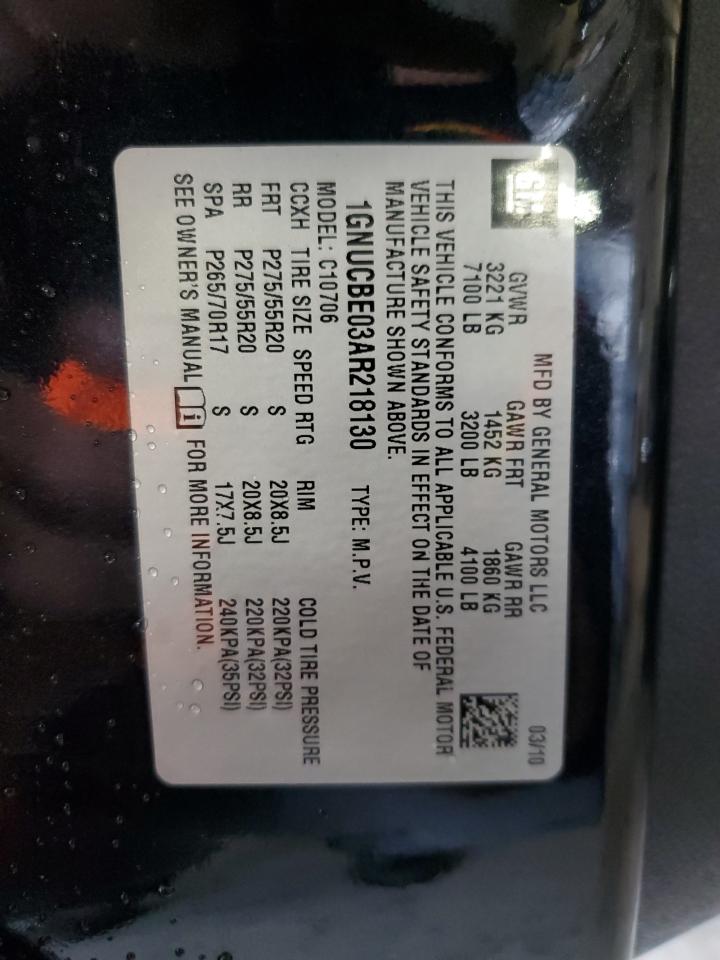 GM
MFD BY GENERAL MOTORS LLC 03/10
GVWR GAWR FRT GAWR RR
3221 KG 1452 KG 1860 KG
7100 LB 3200 LB 4100 LB
THIS VEHICLE CONFORMS TO ALL APPLICABLE U.S. FEDERAL MOTOR
VEHICLE SAFETY STANDARDS IN EFFECT ON THE DATE OF
MANUFACTURE SHOWN ABOVE.
1GNUCBE03AR218130 TYPE: M.P.V.
MODEL: C10706
CCXH TIRE SIZE SPEED RTG RIM COLD TIRE PRESSURE
FRT P275/55R20 S 20X8.5J 220KPA(32PSI)
RR P275/55R20 S 20X8.5J 220KPA(32PSI)
SPA P265/70R17 S 17X7.5J 240KPA(35PSI)
SEE OWNER'S MANUAL i FOR MORE INFORMATION.